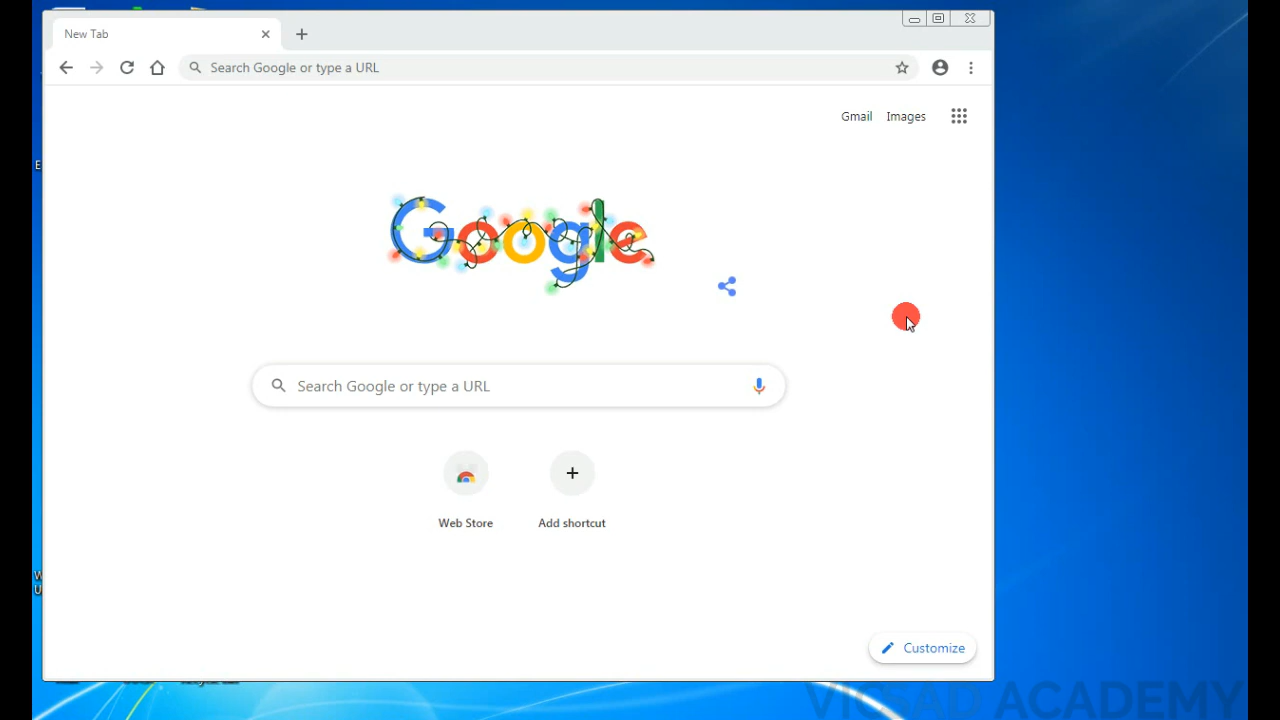 New Tab
Search Google or type a URL
Gmail Images
Google
Search Google or type a URL
Web Store Add shortcut
Customize
VICSAD ACADEMY